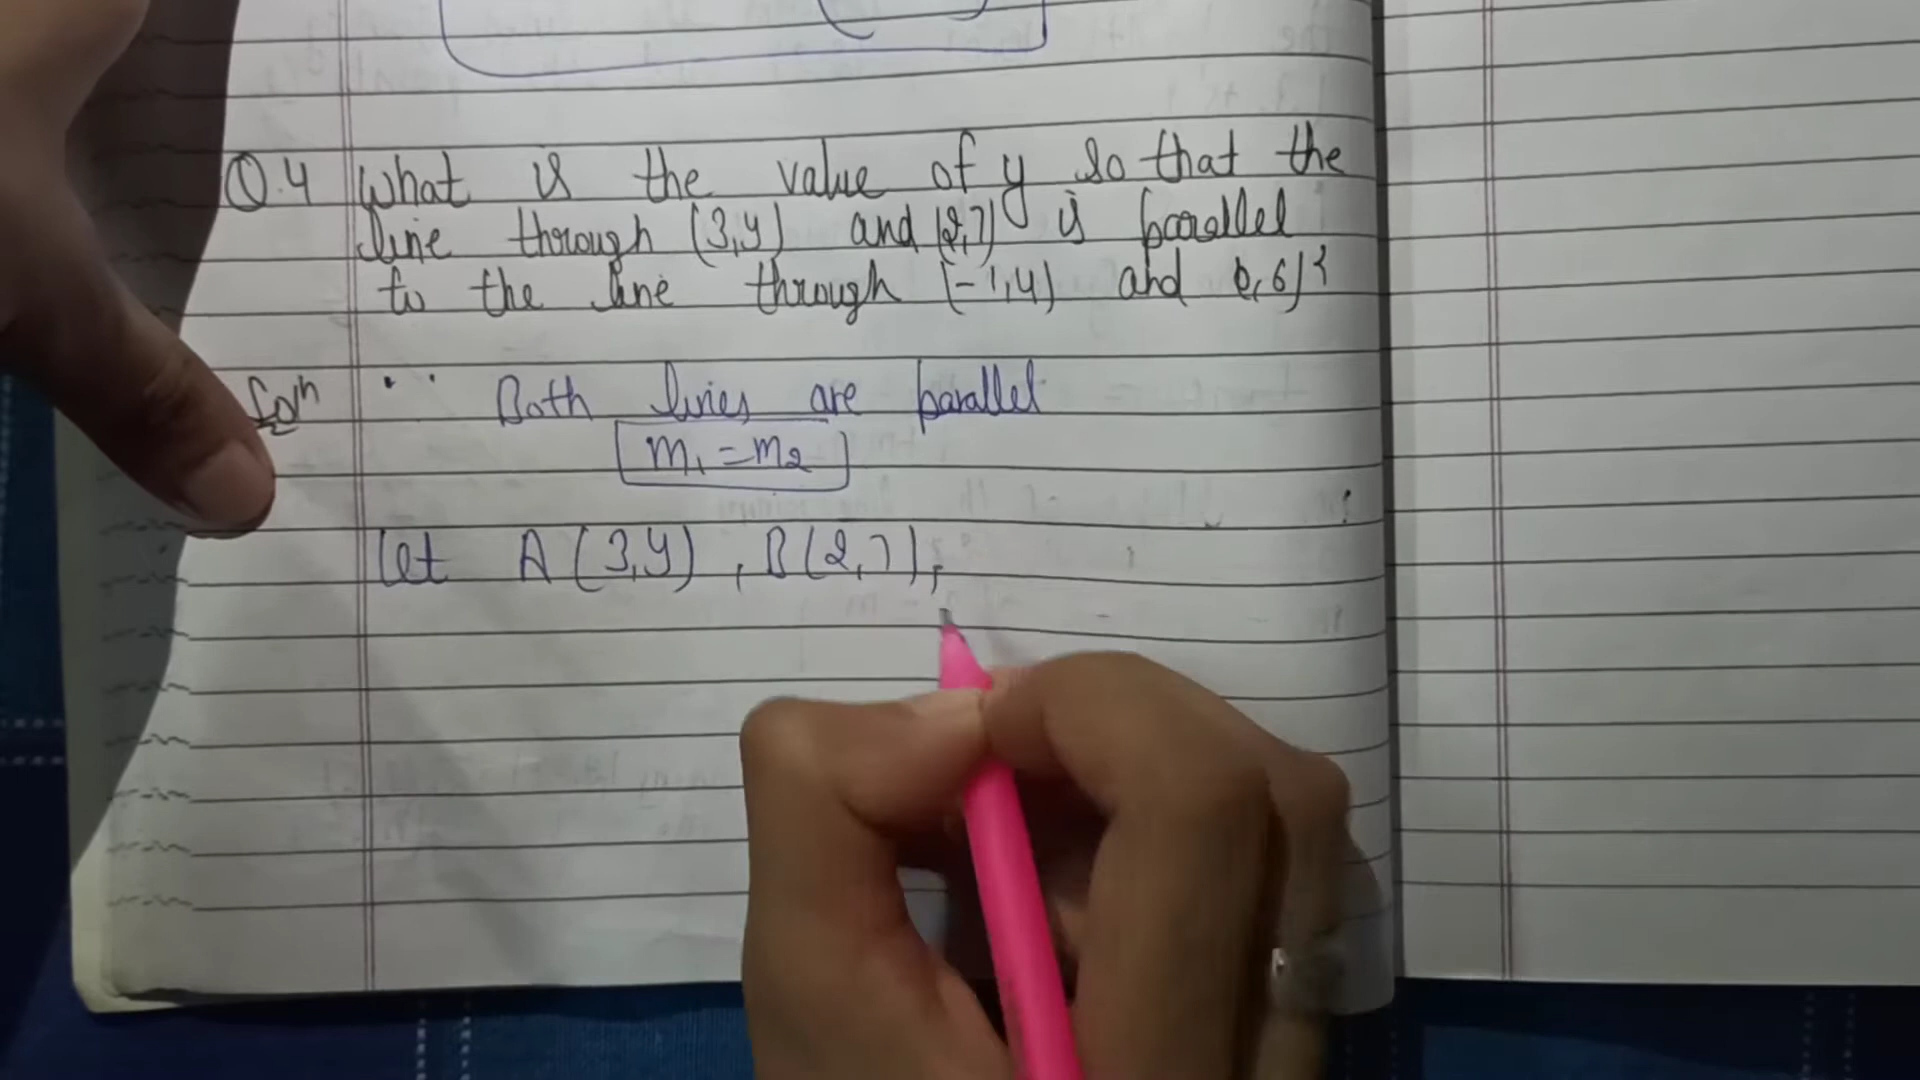 Q.4 What is the value of y so that the
line through (3,y) and (2,7) is parallel
to the line through (-1,4) and (0,6)?
Soln ∵ Both lines are parallel
m₁ = m₂
Let A (3,y) , B (2,7),